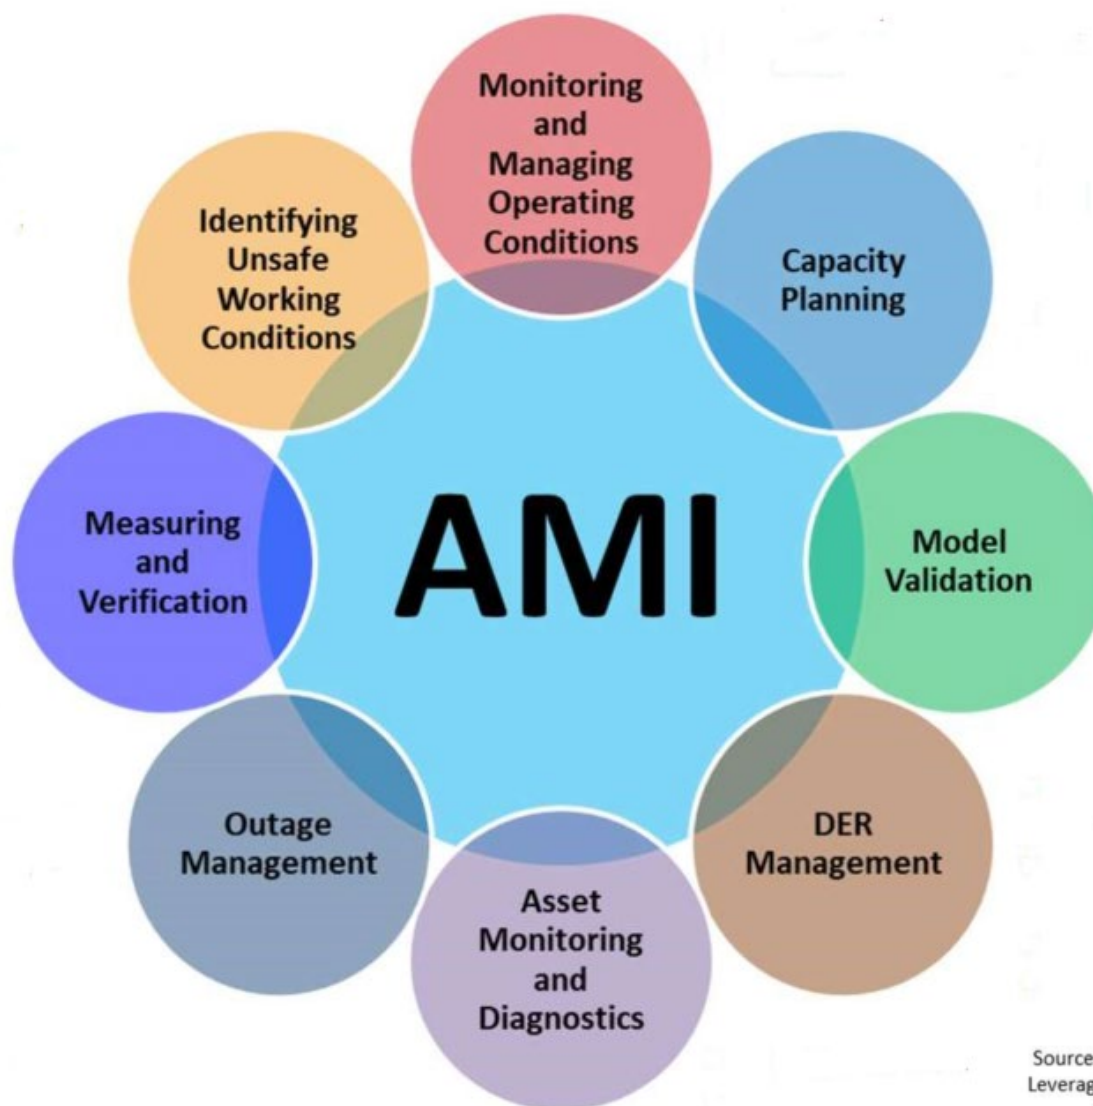 Monitoring
and
Managing
Operating
Conditions
Capacity
Planning
Model
Validation
DER
Management
Asset
Monitoring
and
Diagnostics
Outage
Management
Measuring
and
Verification
Identifying
Unsafe
Working
Conditions
AMI
Source
Leverag